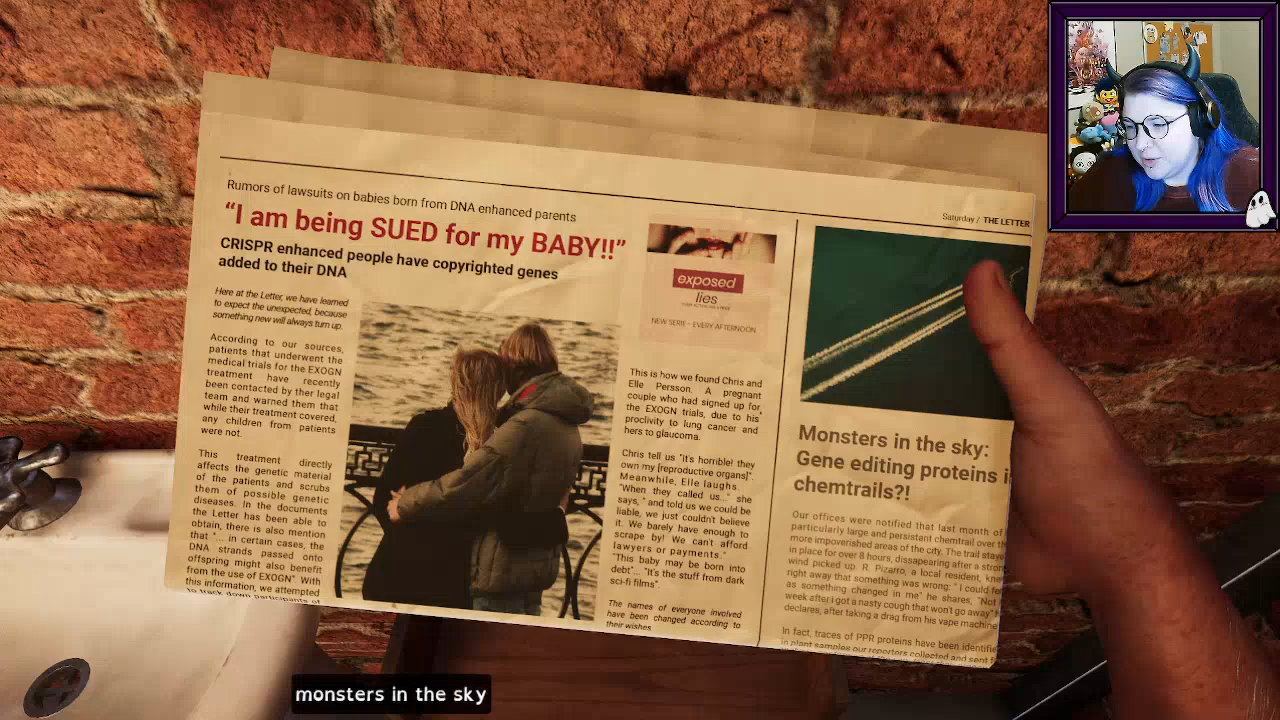 Rumors of lawsuits on babies born from DNA enhanced parents
“I am being SUED for my BABY!!”
CRISPR enhanced people have copyrighted genes
added to their DNA
Here at the Letter, we have learned
to expect the unexpected, because
something new will always turn up.
According to our sources,
patients that underwent the
medical trials for the EXOGN
treatment have recently
been contacted by ther legal
team and warned them that
while their treatment covered,
any children from patients
were not.
This treatment directly
affects the genetic material
of the patients and scrubs
them of possible genetic
diseases. In the documents
the Letter has been able to
obtain, there is also mention
that "... in certain cases, the
DNA strands passed onto
offspring might also benefit
from the use of EXOGN" With
this information, we attempted
to track down participants of
exposed
lies
NEW SERIE - EVERY AFTERNOON
This is how we found Chris and
Elle Persson. A pregnant
couple who had signed up for
the EXOGN trials, due to his
proclivity to lung cancer and
hers to glaucoma.
Chris tell us "It's horrible! they
own my [reproductive organs]".
Meanwhile, Elle laughs.
"When they called us..." she
says, " and told us we could be
liable, we just couldn't believe
it. We barely have enough to
scrape by! We can't afford
lawyers or payments."
"This baby may be born into
debt"... "It's the stuff from dark
sci-fi films".
The names of everyone involved
have been changed according to
their wishes.
Saturday / THE LETTER
Monsters in the sky:
Gene editing proteins
chemtrails?!
Our offices were notified that last month
particularly large and persistent chemtrail over
more impoverished areas of the city. The trail
in place for over 8 hours, dissapearing after a
wind picked up. R. Pizarro, a local resident,
right away that something was wrong: " I could
as something changed in me" he shares, "Not
week after I got a nasty cough that won't go away"
declares, after taking a drag from his vape machine
In fact, traces of PPR proteins have been
in plant samples our reporters collected and sent
monsters in the sky